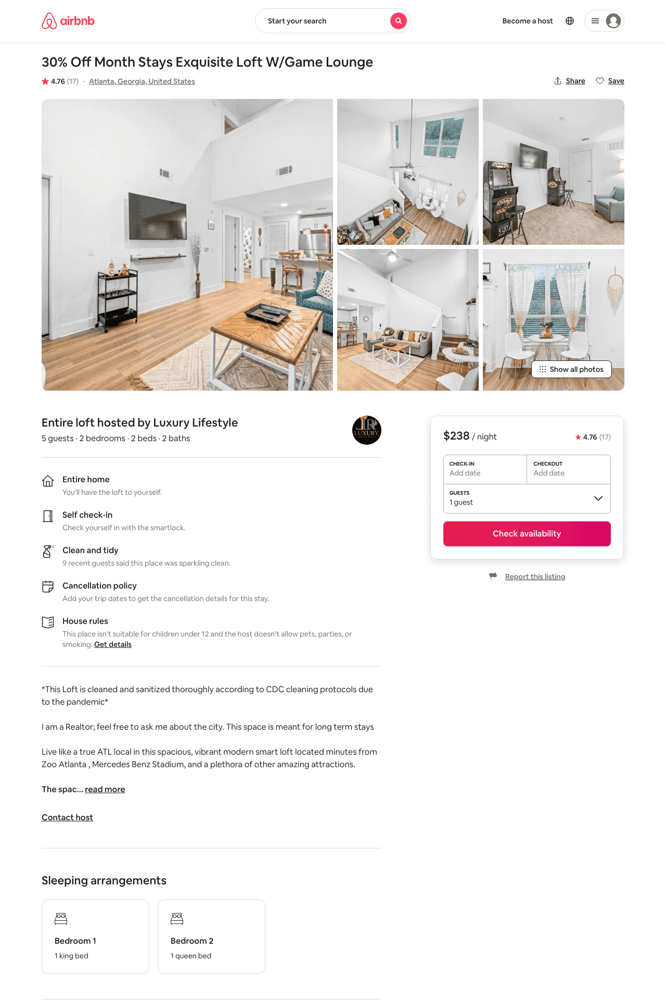 airbnb
Start your search
Become a host
30% Off Month Stays Exquisite Loft W/Game Lounge
4.76 (17) · Atlanta, Georgia, United States
Share
Save
Show all photos
Entire loft hosted by Luxury Lifestyle
5 guests · 2 bedrooms · 2 beds · 2 baths
LUXURY
Entire home
You’ll have the loft to yourself.
Self check-in
Check yourself in with the smartlock.
Clean and tidy
9 recent guests said this place was sparkling clean.
Cancellation policy
Add your trip dates to get the cancellation details for this stay.
House rules
This place isn’t suitable for children under 12 and the host doesn’t allow pets, parties, or
smoking. Get details
$238 / night
4.76 (17)
CHECK-IN
Add date
CHECKOUT
Add date
GUESTS
1 guest
Check availability
Report this listing
*This Loft is cleaned and sanitized thoroughly according to CDC cleaning protocols due
to the pandemic*
I am a Realtor; feel free to ask me about the city. This space is meant for long term stays
Live like a true ATL local in this spacious, vibrant modern smart loft located minutes from
Zoo Atlanta , Mercedes Benz Stadium, and a plethora of other amazing attractions.
The spac... read more
Contact host
Sleeping arrangements
Bedroom 1
1 king bed
Bedroom 2
1 queen bed